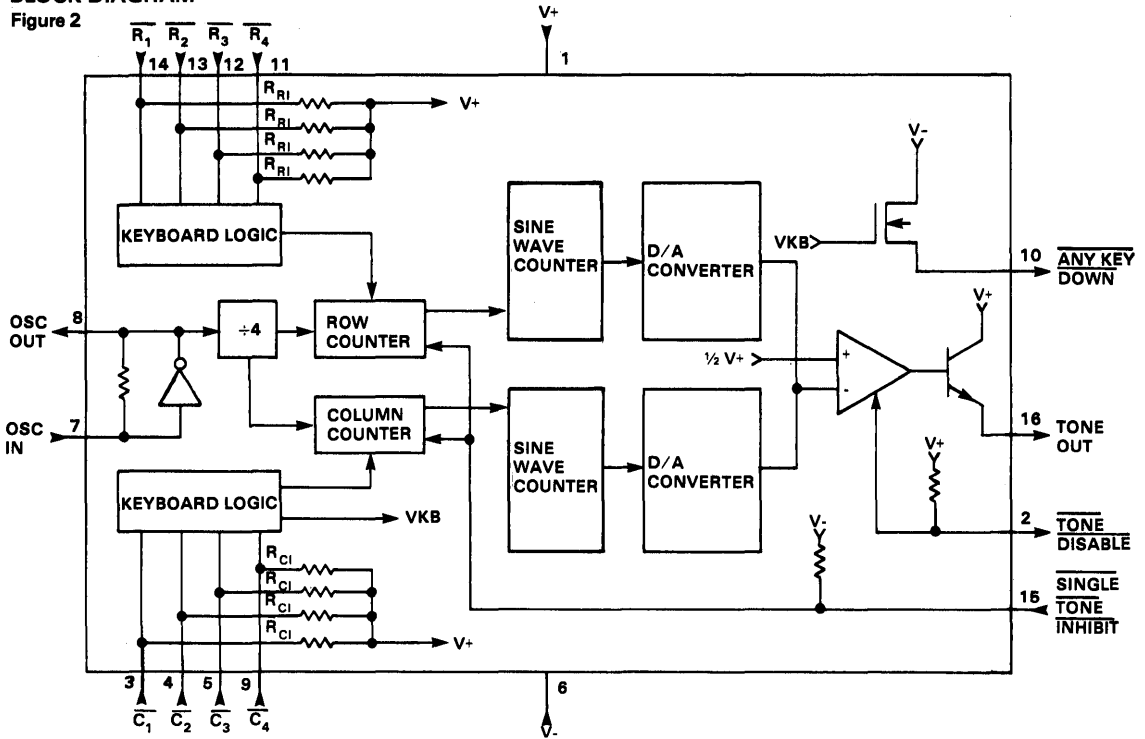 BLOCK DIAGRAM
Figure 2
V+
R1 R2 R3 R4
14 13 12 11
1
RRI
V+
RRI
RRI
RRI
KEYBOARD LOGIC
V-
VKB
10
ANY KEY
DOWN
SINE
WAVE
COUNTER
D/A
CONVERTER
OSC
OUT
8
÷4
ROW
COUNTER
½ V+
+
-
V+
OSC
IN
7
COLUMN
COUNTER
16
TONE
OUT
SINE
WAVE
COUNTER
D/A
CONVERTER
V+
KEYBOARD LOGIC
VKB
2
TONE
DISABLE
V-
RCI
RCI
RCI
RCI
V+
15
SINGLE
TONE
INHIBIT
3 4 5 9
6
C1 C2 C3 C4
V-